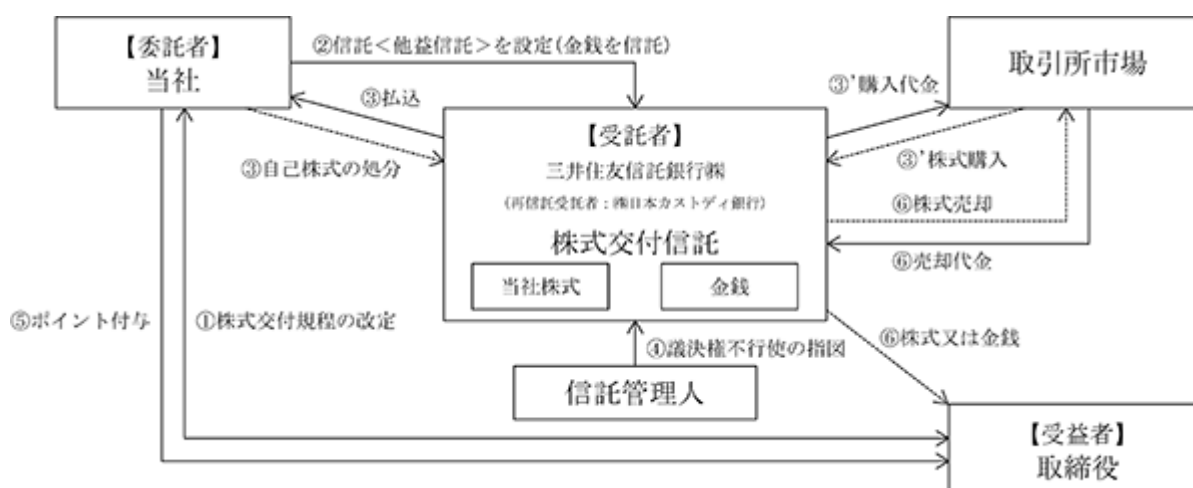 【委託者】
当社
②信託＜他益信託＞を設定(金銭を信託)
取引所市場
③払込
③’購入代金
【受託者】
三井住友信託銀行㈱
(再信託受託者：㈱日本カストディ銀行)
株式交付信託
当社株式
金銭
③自己株式の処分
③’株式購入
⑥株式売却
⑥売却代金
⑤ポイント付与
①株式交付規程の改定
④議決権不行使の指図
⑥株式又は金銭
信託管理人
【受益者】
取締役